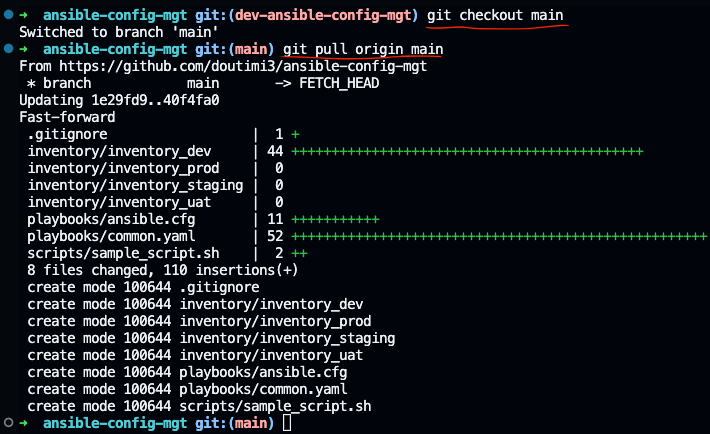 ➜ ansible-config-mgt git:(dev-ansible-config-mgt) git checkout main
Switched to branch 'main'
➜ ansible-config-mgt git:(main) git pull origin main
From https://github.com/doutimi3/ansible-config-mgt
 * branch            main       -> FETCH_HEAD
Updating 1e29fd9..40f4fa0
Fast-forward
 .gitignore                  |  1 +
 inventory/inventory_dev     | 44 ++++++++++++++++++++++++++++++++++++++++++++
 inventory/inventory_prod    |  0
 inventory/inventory_staging |  0
 inventory/inventory_uat     |  0
 playbooks/ansible.cfg       | 11 +++++++++++
 playbooks/common.yaml       | 52 ++++++++++++++++++++++++++++++++++++++++++++++++++++
 scripts/sample_script.sh    |  2 ++
 8 files changed, 110 insertions(+)
 create mode 100644 .gitignore
 create mode 100644 inventory/inventory_dev
 create mode 100644 inventory/inventory_prod
 create mode 100644 inventory/inventory_staging
 create mode 100644 inventory/inventory_uat
 create mode 100644 playbooks/ansible.cfg
 create mode 100644 playbooks/common.yaml
 create mode 100644 scripts/sample_script.sh
➜ ansible-config-mgt git:(main)